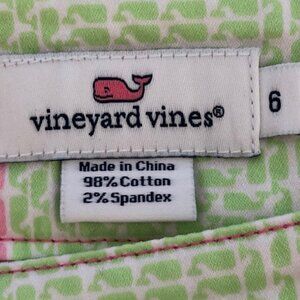 vineyard vines®
6
Made in China
98% Cotton
2% Spandex